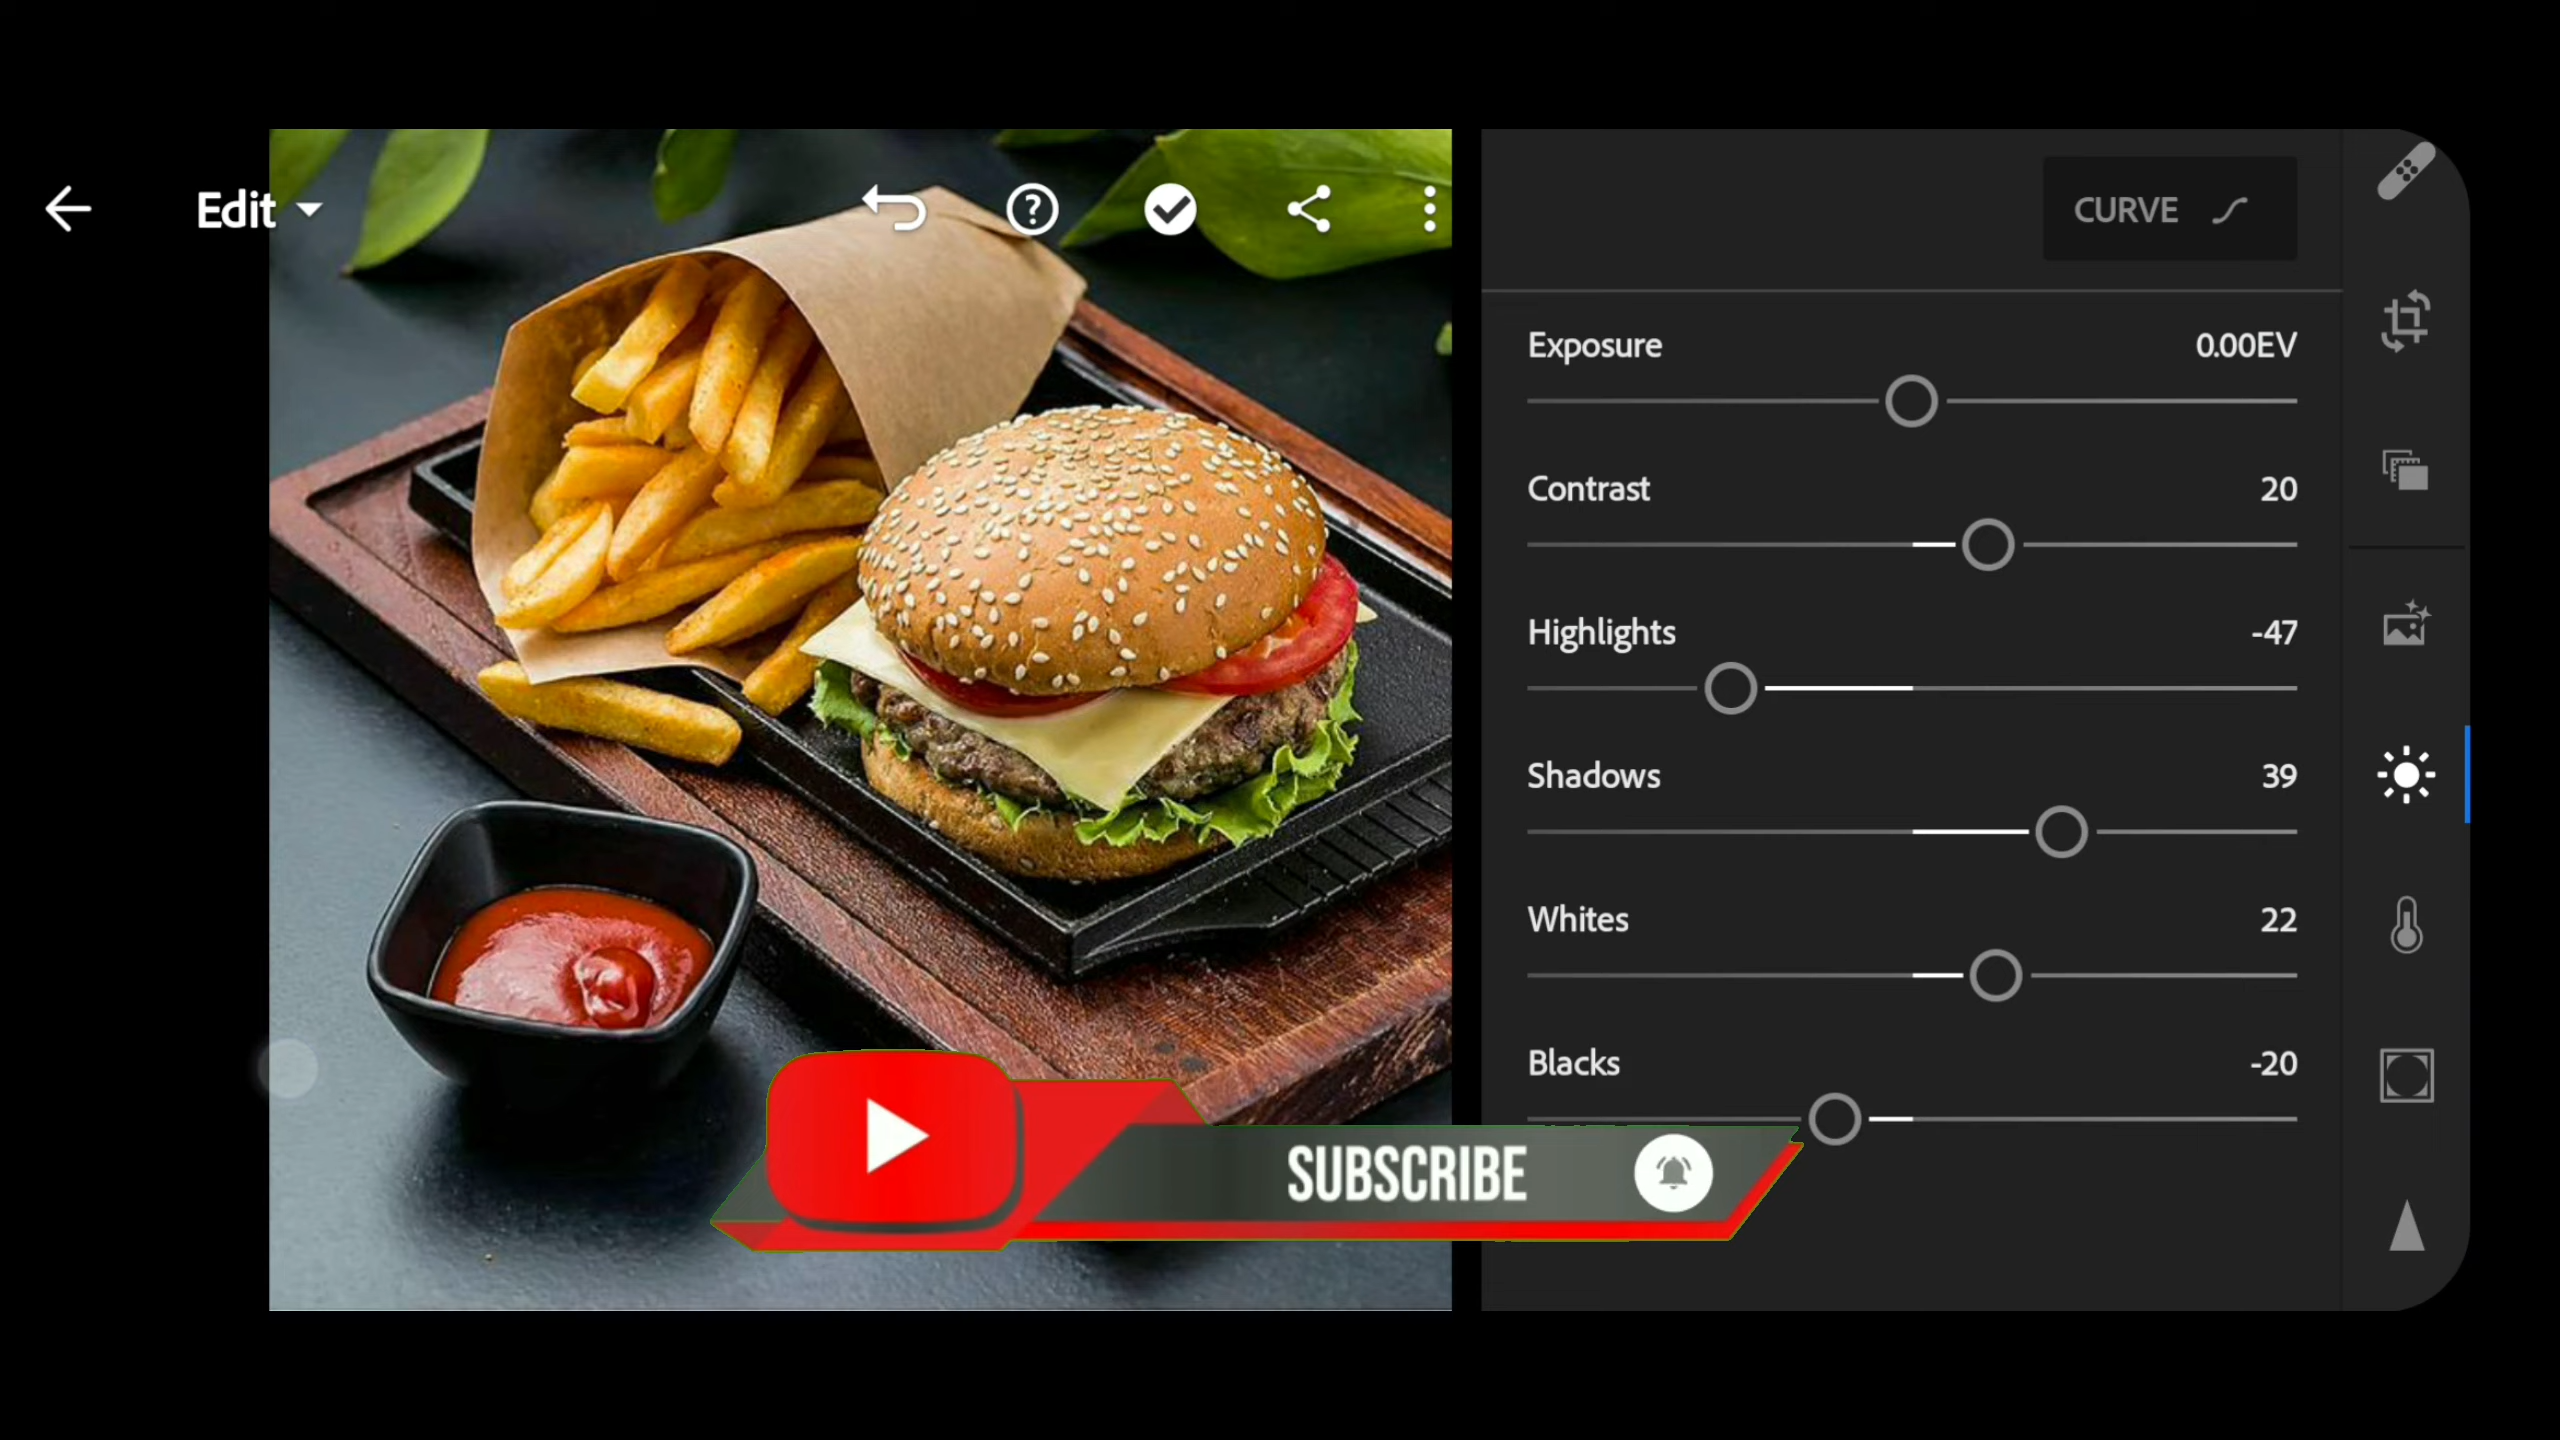 Edit
CURVE
Exposure 0.00EV
Contrast 20
Highlights -47
Shadows 39
Whites 22
Blacks -20
SUBSCRIBE